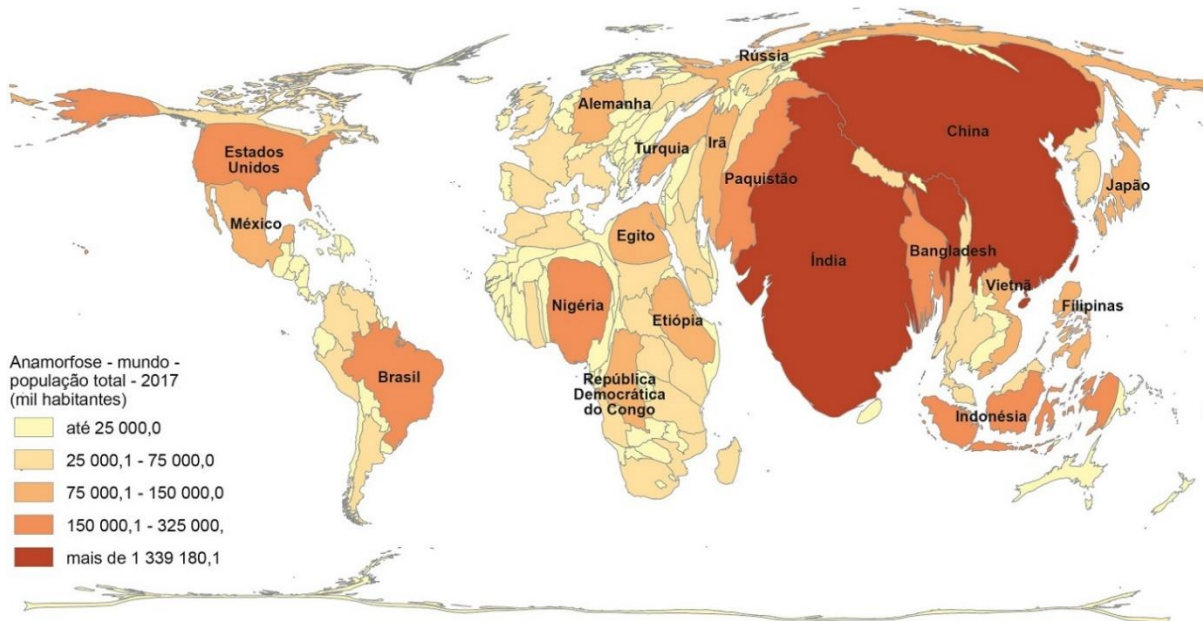 Rússia
Alemanha
China
Estados
Unidos
Turquia
Irã
Paquistão
Japão
México
Egito
Índia
Bangladesh
Vietnã
Nigéria
Etiópia
Filipinas
Brasil
República
Democrática
do Congo
Indonésia
Anamorfose - mundo -
população total - 2017
(mil habitantes)
até 25 000,0
25 000,1 - 75 000,0
75 000,1 - 150 000,0
150 000,1 - 325 000,
mais de 1 339 180,1